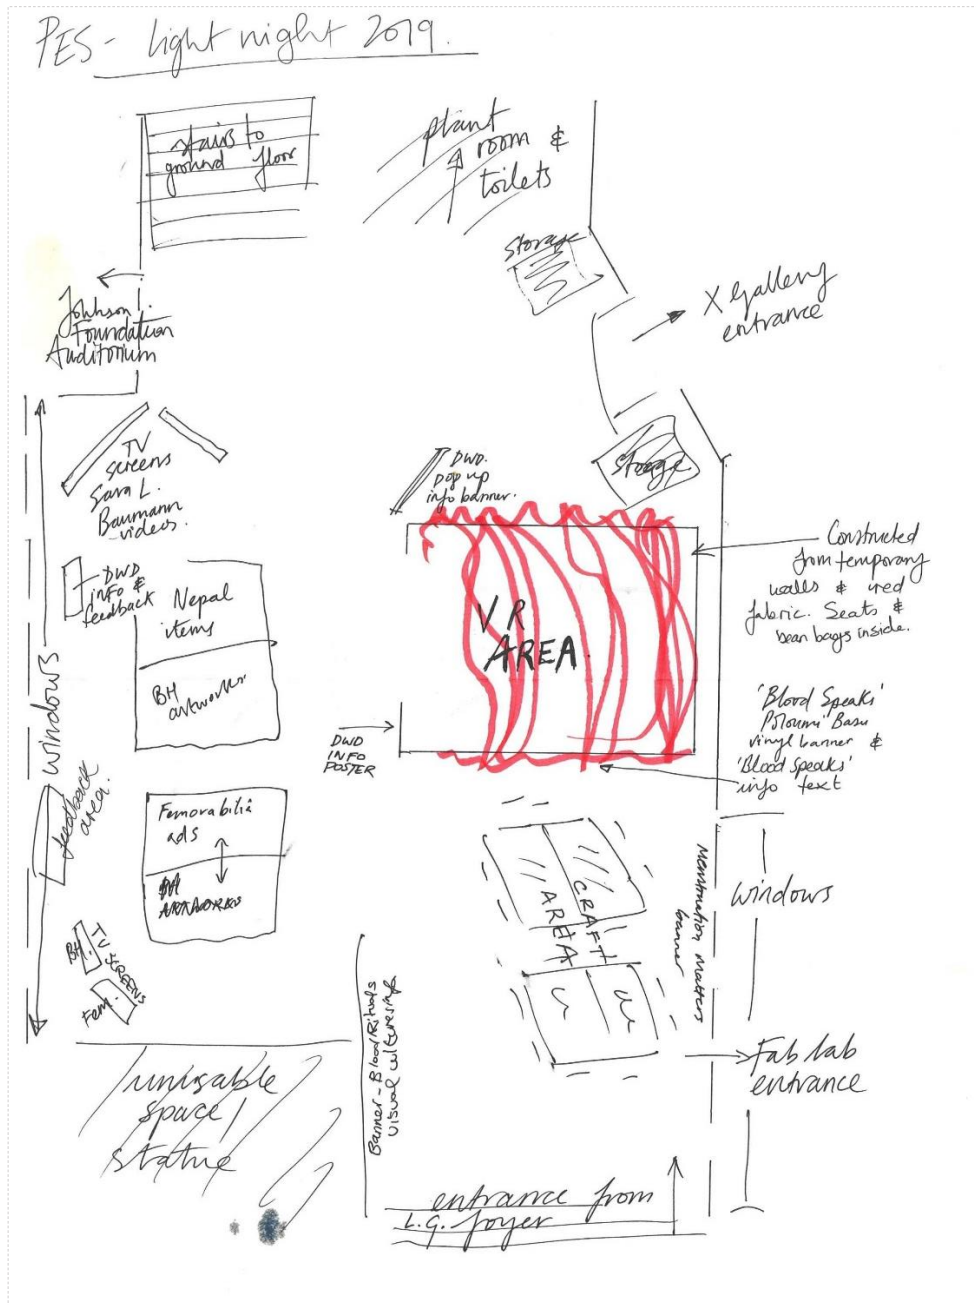 PES - light night 2019.
stairs to
ground floor
plant
room &
toilets
Storage
X Gallery
entrance
Johnson
Foundation
Auditorium
TV
screens
Sara L.
Baumann
videos.
DWD
pop up
info banner.
Storage
Constructed
from temporary
walls & red
fabric. Seats &
bean bags inside.
DWD
info &
feedback
Nepal
items
BH
artworks
VR
AREA.
windows
DWD
INFO
POSTER
'Blood Speaks'
Poloumi Basu
vinyl banner &
'Blood Speaks'
info text
feedback
area.
Femorabilia
ads
ARTWORKS
CRAFT
AREA
Menstruation Matters
banner
windows
BH.
TV SCREENS
Fem.
Banner - Blood Rituals
Fab lab
entrance
unusable
space /
statue
entrance from
L.G. foyer